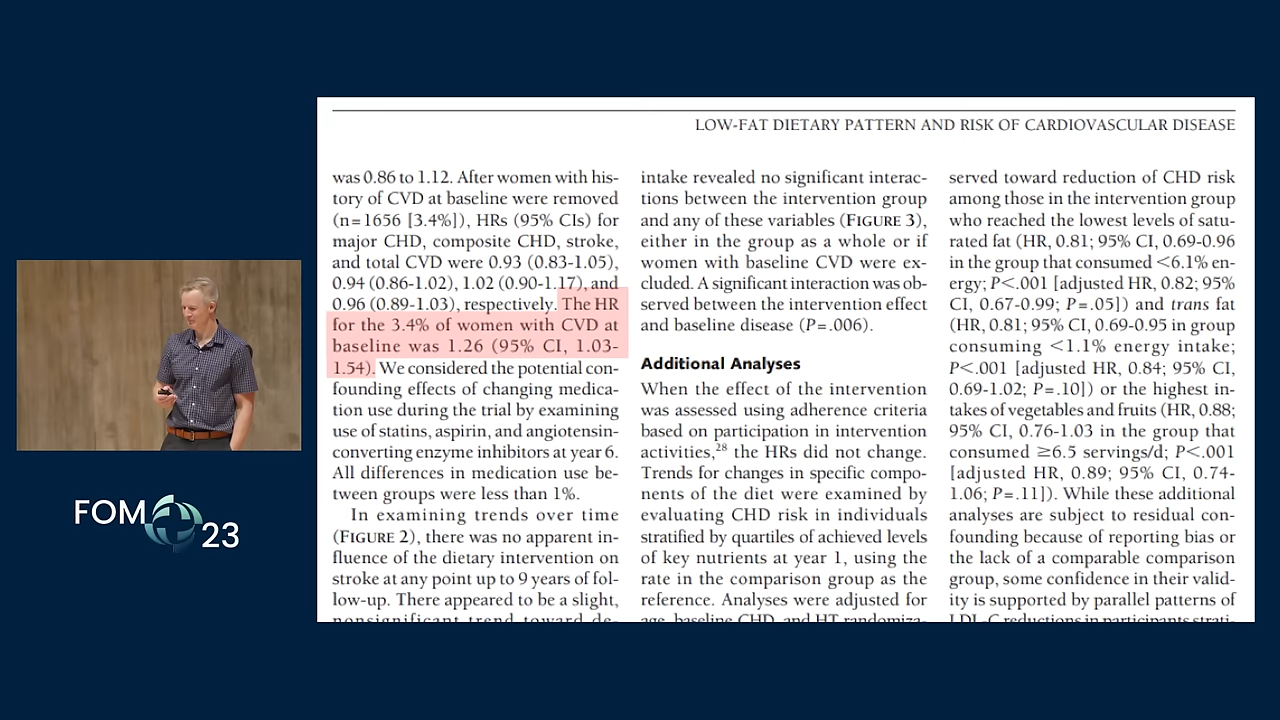 LOW-FAT DIETARY PATTERN AND RISK OF CARDIOVASCULAR DISEASE
was 0.86 to 1.12. After women with his-
tory of CVD at baseline were removed
(n=1656 [3.4%]), HRs (95% CIs) for
major CHD, composite CHD, stroke,
and total CVD were 0.93 (0.83-1.05),
0.94 (0.86-1.02), 1.02 (0.90-1.17), and
0.96 (0.89-1.03), respectively. The HR
for the 3.4% of women with CVD at
baseline was 1.26 (95% CI, 1.03-
1.54). We considered the potential con-
founding effects of changing medica-
tion use during the trial by examining
use of statins, aspirin, and angiotensin-
converting enzyme inhibitors at year 6.
All differences in medication use be-
tween groups were less than 1%.
In examining trends over time
(FIGURE 2), there was no apparent in-
fluence of the dietary intervention on
stroke at any point up to 9 years of fol-
low-up. There appeared to be a slight,
nonsignificant trend toward de-
intake revealed no significant interac-
tions between the intervention group
and any of these variables (FIGURE 3),
either in the group as a whole or if
women with baseline CVD were ex-
cluded. A significant interaction was ob-
served between the intervention effect
and baseline disease (P=.006).
Additional Analyses
When the effect of the intervention
was assessed using adherence criteria
based on participation in intervention
activities,28 the HRs did not change.
Trends for changes in specific compo-
nents of the diet were examined by
evaluating CHD risk in individuals
stratified by quartiles of achieved levels
of key nutrients at year 1, using the
rate in the comparison group as the
reference. Analyses were adjusted for
age, baseline CHD, and HT randomiza-
served toward reduction of CHD risk
among those in the intervention group
who reached the lowest levels of satu-
rated fat (HR, 0.81; 95% CI, 0.69-0.96
in the group that consumed <6.1% en-
ergy; P<.001 [adjusted HR, 0.82; 95%
CI, 0.67-0.99; P=.05]) and trans fat
(HR, 0.81; 95% CI, 0.69-0.95 in group
consuming <1.1% energy intake;
P<.001 [adjusted HR, 0.84; 95% CI,
0.69-1.02; P=.10]) or the highest in-
takes of vegetables and fruits (HR, 0.88;
95% CI, 0.76-1.03 in the group that
consumed ≥6.5 servings/d; P<.001
[adjusted HR, 0.89; 95% CI, 0.74-
1.06; P=.11]). While these additional
analyses are subject to residual con-
founding because of reporting bias or
the lack of a comparable comparison
group, some confidence in their valid-
ity is supported by parallel patterns of
LDL-C reductions in participants strati-
FOM 23